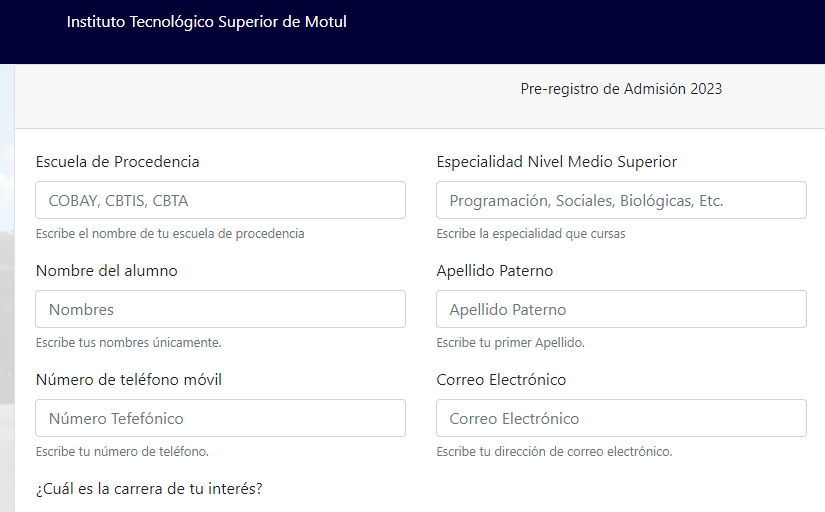 Instituto Tecnológico Superior de Motul
Pre-registro de Admisión 2023
Escuela de Procedencia
Especialidad Nivel Medio Superior
COBAY, CBTIS, CBTA
Programación, Sociales, Biológicas, Etc.
Escribe el nombre de tu escuela de procedencia
Escribe la especialidad que cursas
Nombre del alumno
Apellido Paterno
Nombres
Apellido Paterno
Escribe tus nombres únicamente.
Escribe tu primer Apellido.
Número de teléfono móvil
Correo Electrónico
Número Tefefónico
Correo Electrónico
Escribe tu número de teléfono.
Escribe tu dirección de correo electrónico.
¿Cuál es la carrera de tu interés?